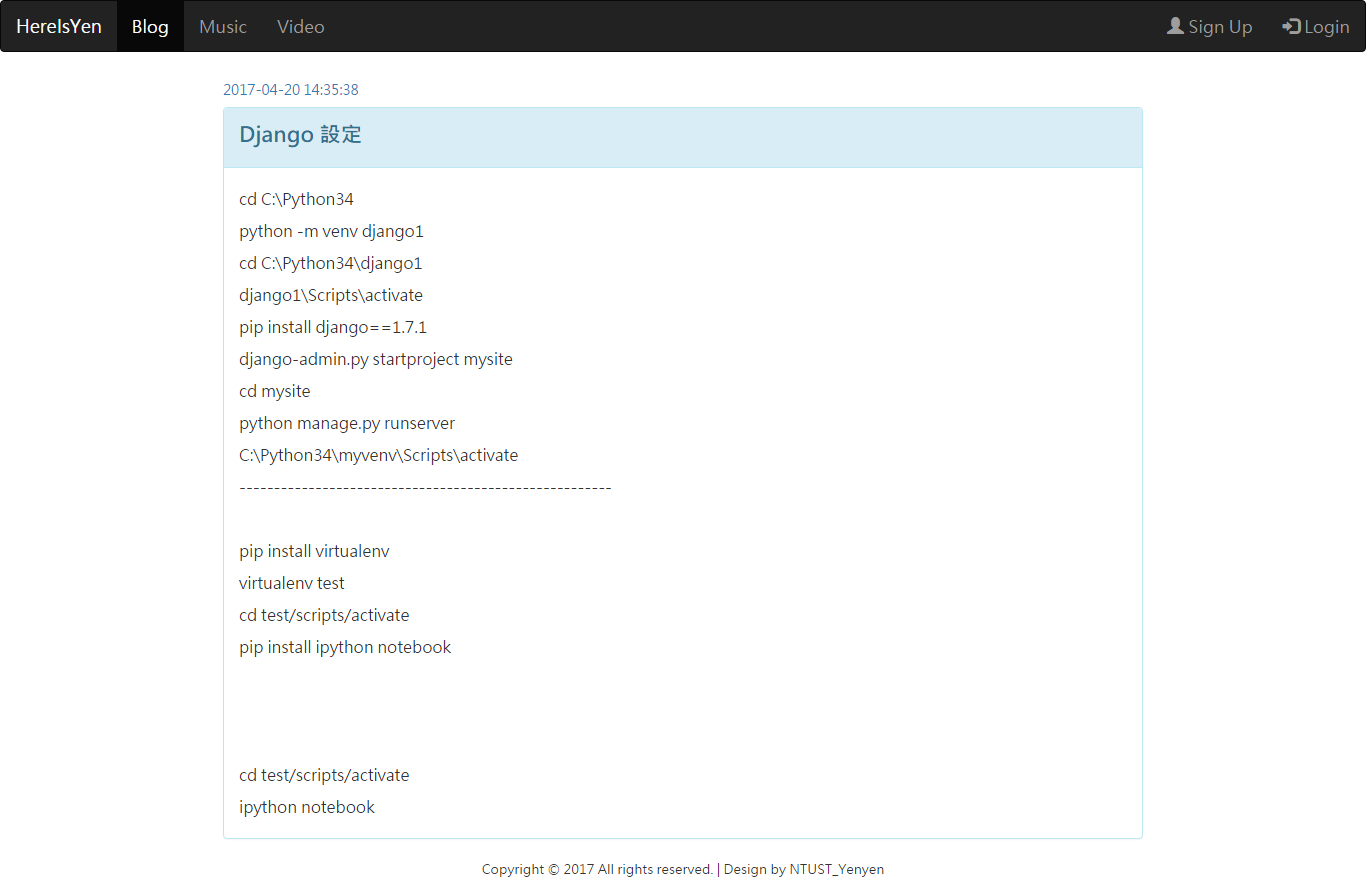 HereIsYen Blog Music Video Sign Up Login
2017-04-20 14:35:38
Django 設定
cd C:\Python34
python -m venv django1
cd C:\Python34\django1
django1\Scripts\activate
pip install django==1.7.1
django-admin.py startproject mysite
cd mysite
python manage.py runserver
C:\Python34\myvenv\Scripts\activate
------------------------------------------------------
pip install virtualenv
virtualenv test
cd test/scripts/activate
pip install ipython notebook
cd test/scripts/activate
ipython notebook
Copyright © 2017 All rights reserved. | Design by NTUST_Yenyen